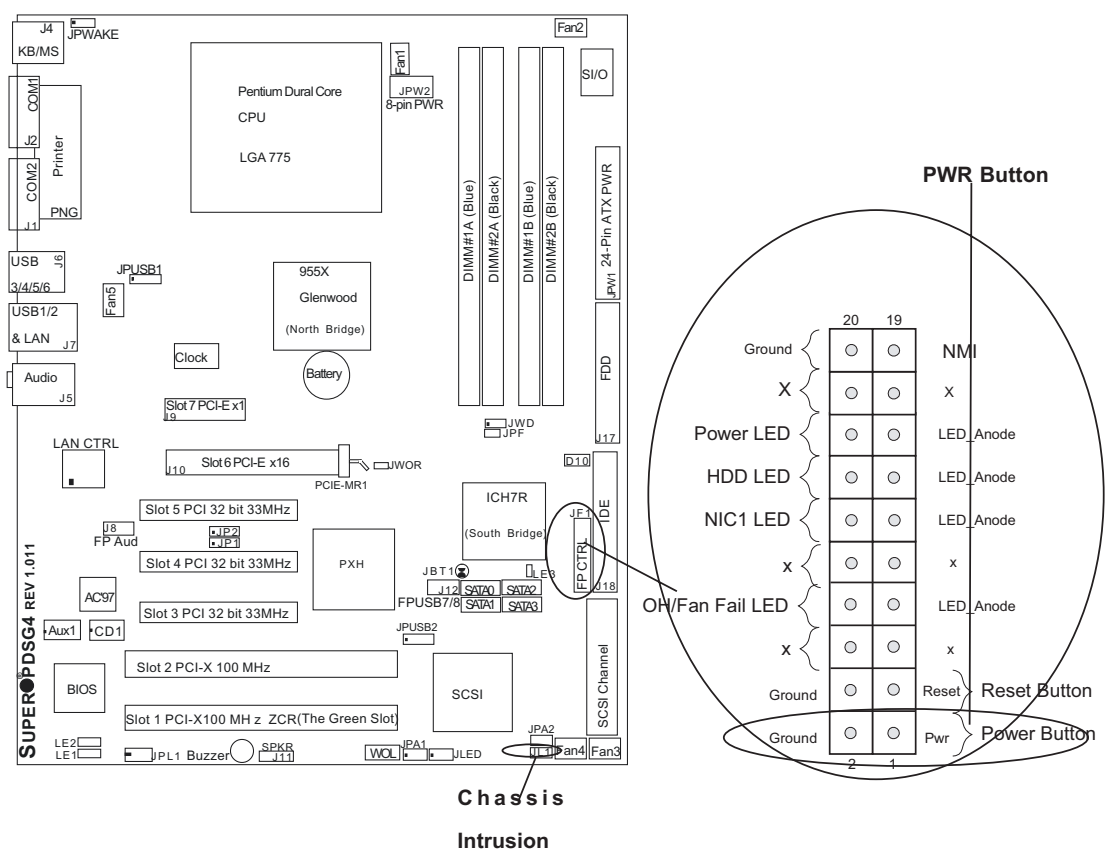 J4
KB/MS
JPWAKE
Fan2
Fan1
JPW2
8-pin PWR
SI/O
Pentium Dural Core
CPU
LGA 775
COM1
J2
Printer
COM2
J1
PNG
DIMM#1A (Blue)
DIMM#2A (Black)
DIMM#1B (Blue)
DIMM#2B (Black)
24-Pin ATX PWR
JPW1
USB
J6
3/4/5/6
JPUSB1
Fan5
USB1/2
& LAN
J7
955X
Glenwood
(North Bridge)
Clock
Battery
Audio
J5
FDD
J17
Slot 7 PCI-E x1
J9
JWD
JPF
LAN CTRL
Slot 6 PCI-E x16
J10
PCIE-MR1
JWOR
D10
IDE
J18
ICH7R
(South Bridge)
JF1
FP CTRL
Slot 5 PCI 32 bit 33MHz
J8
FP Aud
JP2
JP1
Slot 4 PCI 32 bit 33MHz
PXH
JBT1
LE3
J12
SATA0
SATA2
FPUSB7/8
SATA1
SATA3
AC'97
Slot 3 PCI 32 bit 33MHz
Aux1
CD1
JPUSB2
Slot 2 PCI-X 100 MHz
BIOS
SCSI
SCSI Channel
Slot 1 PCI-X100 MH z ZCR(The Green Slot)
SUPER PDSG4 REV 1.011
®
LE2
LE1
JPL1
Buzzer
SPKR
J11
WOL
JPA1
JLED
JPA2
JL1
Fan4
Fan3
Chassis
Intrusion
PWR Button
20
19
Ground
NMI
X
X
Power LED
LED_Anode
HDD LED
LED_Anode
NIC1 LED
LED_Anode
x
x
OH/Fan Fail LED
LED_Anode
x
x
Ground
Reset
Reset Button
Ground
Pwr
Power Button
2
1